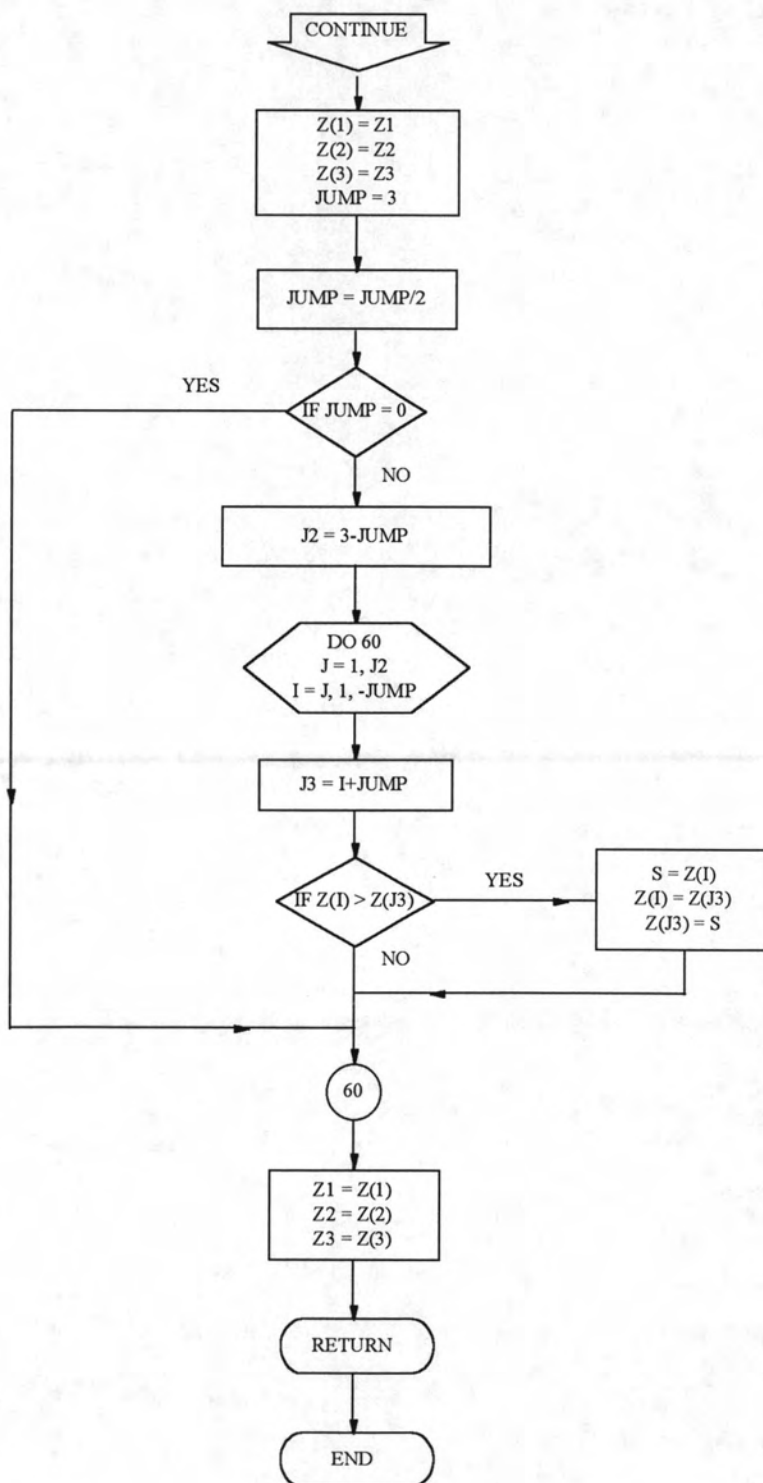 CONTINUE
Z(1) = Z1
Z(2) = Z2
Z(3) = Z3
JUMP = 3
JUMP = JUMP/2
YES
IF JUMP = 0
NO
J2 = 3-JUMP
DO 60
J = 1, J2
I = J, 1, -JUMP
J3 = I+JUMP
IF Z(I) > Z(J3)
YES
S = Z(I)
Z(I) = Z(J3)
Z(J3) = S
NO
60
Z1 = Z(1)
Z2 = Z(2)
Z3 = Z(3)
RETURN
END